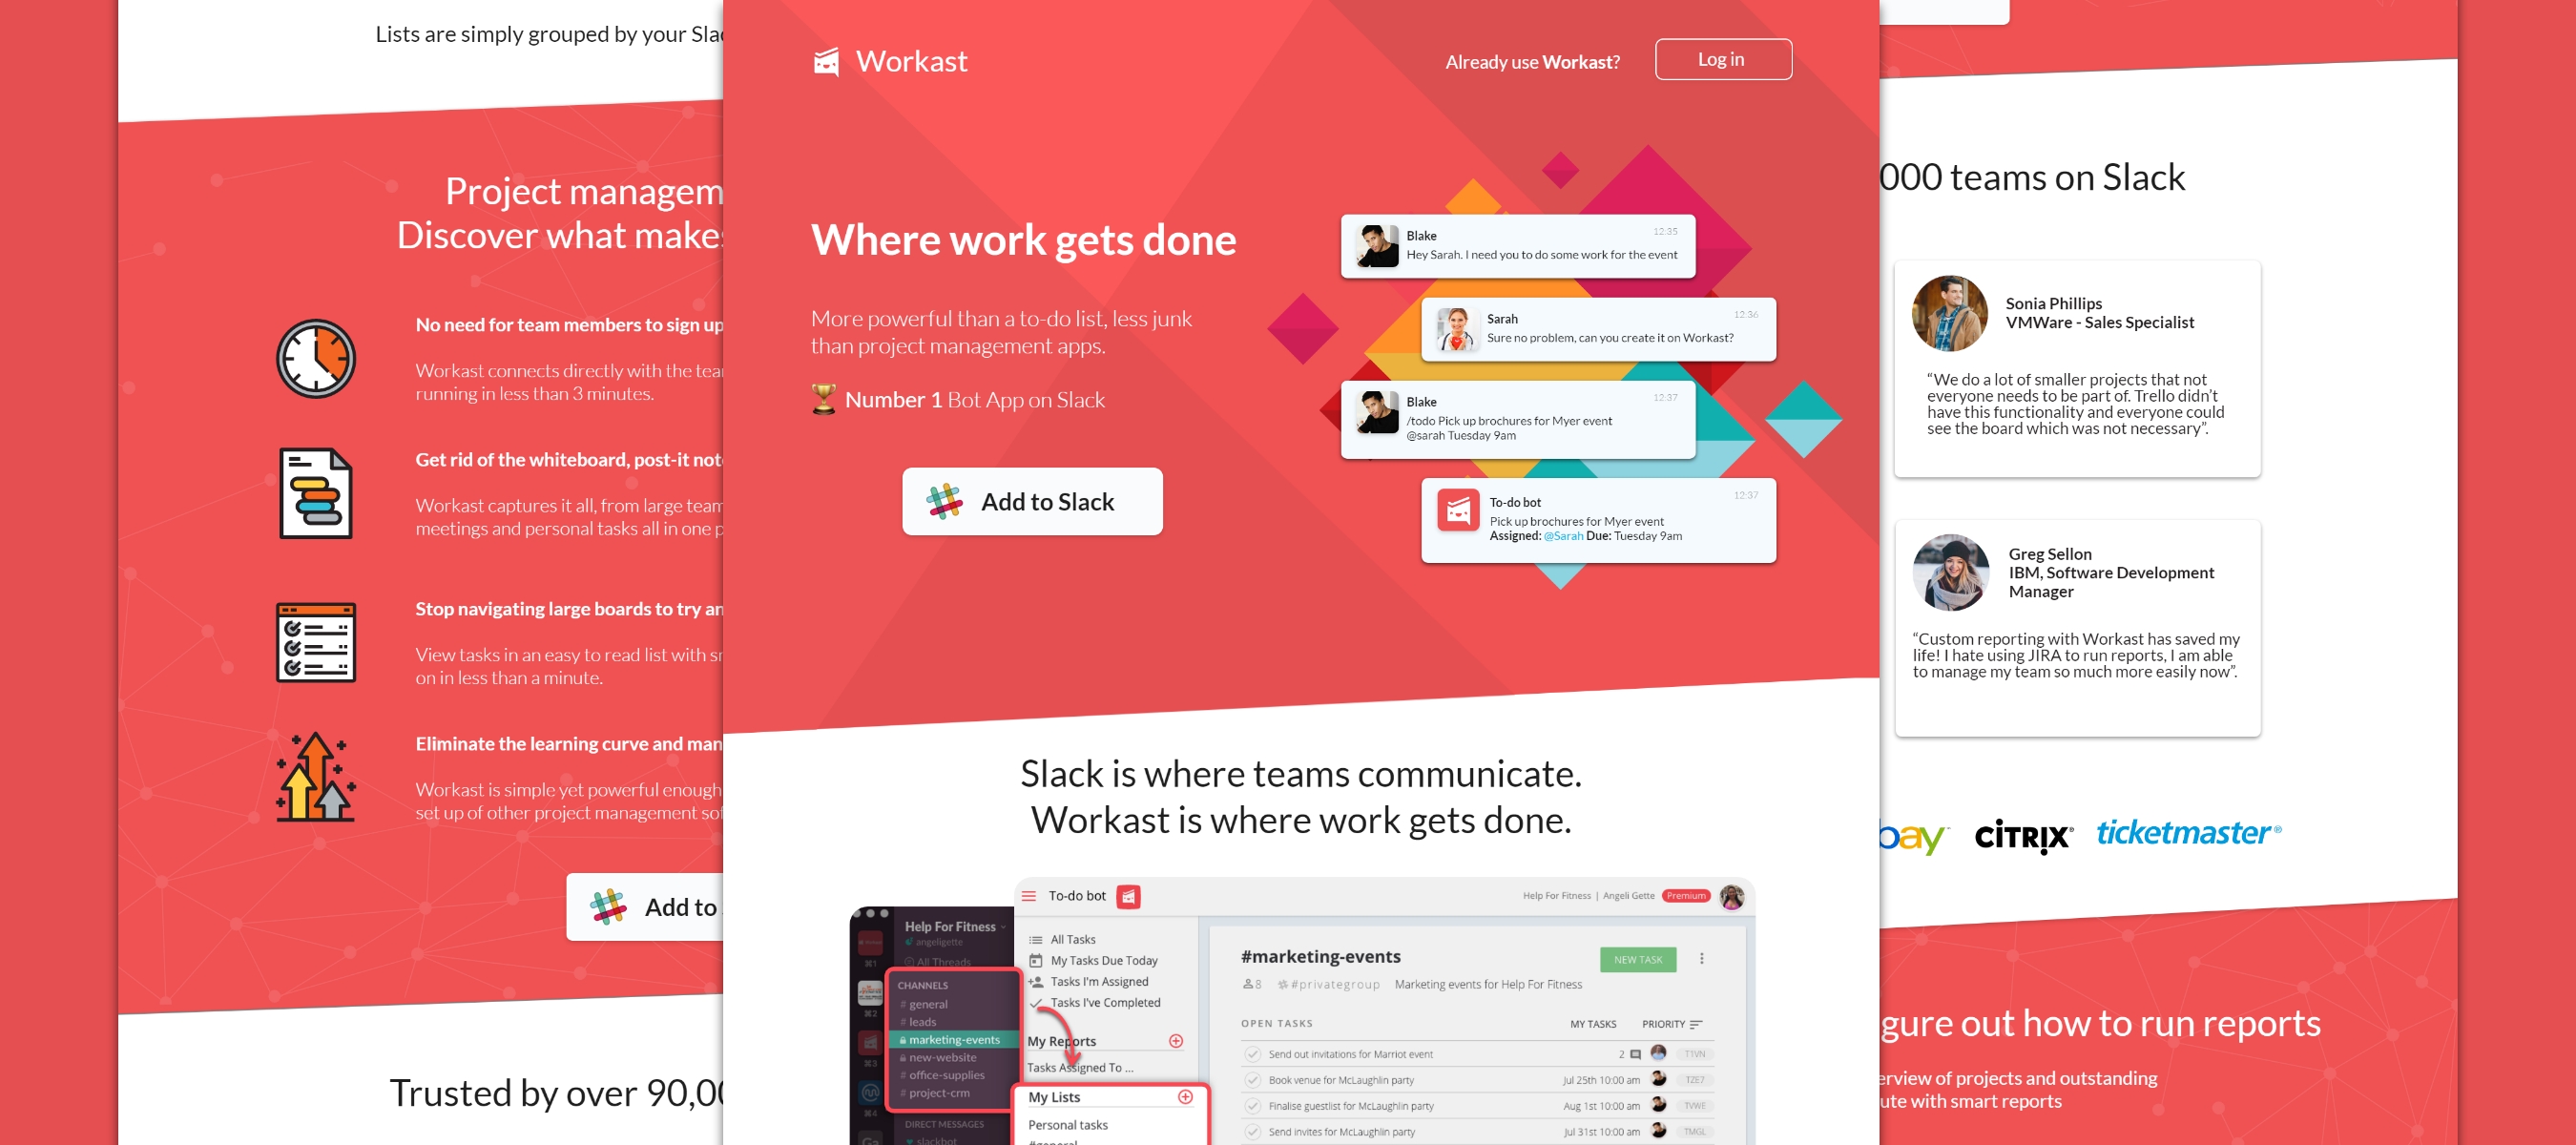 Lists are simply grouped by your
Project
Discover what makes
No need for team members to sign up
Workast connects directly with the
running in less than 3 minutes.
Get rid of the whiteboard, post-it
Workast captures it all, from large team
meetings and personal tasks all in one
Stop navigating large boards to try
View tasks in an easy to read list with
on in less than a minute.
Eliminate the learning curve and
Workast is simple yet powerful enough
set up of other project management
Add to
Trusted by over
Workast
Already use Workast?
Log in
Where work gets done
More powerful than a to-do list, less junk
than project management apps.
Number 1 Bot App on Slack
Add to Slack
Blake
12:35
Hey Sarah. I need you to do some work for the event
Sarah
12:36
Sure no problem, can you create it on Workast?
Blake
12:37
/todo Pick up brochures for Myer event
@sarah Tuesday 9am
To-do bot
12:37
Pick up brochures for Myer event
Assigned: @Sarah Due: Tuesday 9am
Slack is where teams communicate.
Workast is where work gets done.
Help For Fitness
angeligette
All Threads
CHANNELS
# general
# leads
marketing-events
# new-website
# office-supplies
# project-crm
DIRECT MESSAGES
slackbot
⌘1
⌘2
⌘3
⌘4
To-do bot
Help For Fitness | Angeli Gette
Premium
All Tasks
My Tasks Due Today
Tasks I'm Assigned
Tasks I've Completed
My Reports
Tasks Assigned To ...
My Lists
Personal tasks
#general
#marketing-events
NEW TASK
8
#privategroup
Marketing events for Help For Fitness
OPEN TASKS
MY TASKS
PRIORITY
Send out invitations for Marriot event
2
T1VN
Book venue for McLaughlin party
Jul 25th 10:00 am
TZE7
Finalise guestlist for McLaughlin party
Aug 1st 10:00 am
TVWE
Send invites for McLaughlin party
Jul 31st 10:00 am
TMGL
000 teams on Slack
Sonia Phillips
VMWare - Sales Specialist
“We do a lot of smaller projects that not
everyone needs to be part of. Trello didn’t
have this functionality and everyone could
see the board which was not necessary”.
Greg Sellon
IBM, Software Development
Manager
“Custom reporting with Workast has saved my
life! I hate using JIRA to run reports, I am able
to manage my team so much more easily now”.
bay
CİTRIX
ticketmaster
gure out how to run reports
erview of projects and outstanding
ute with smart reports